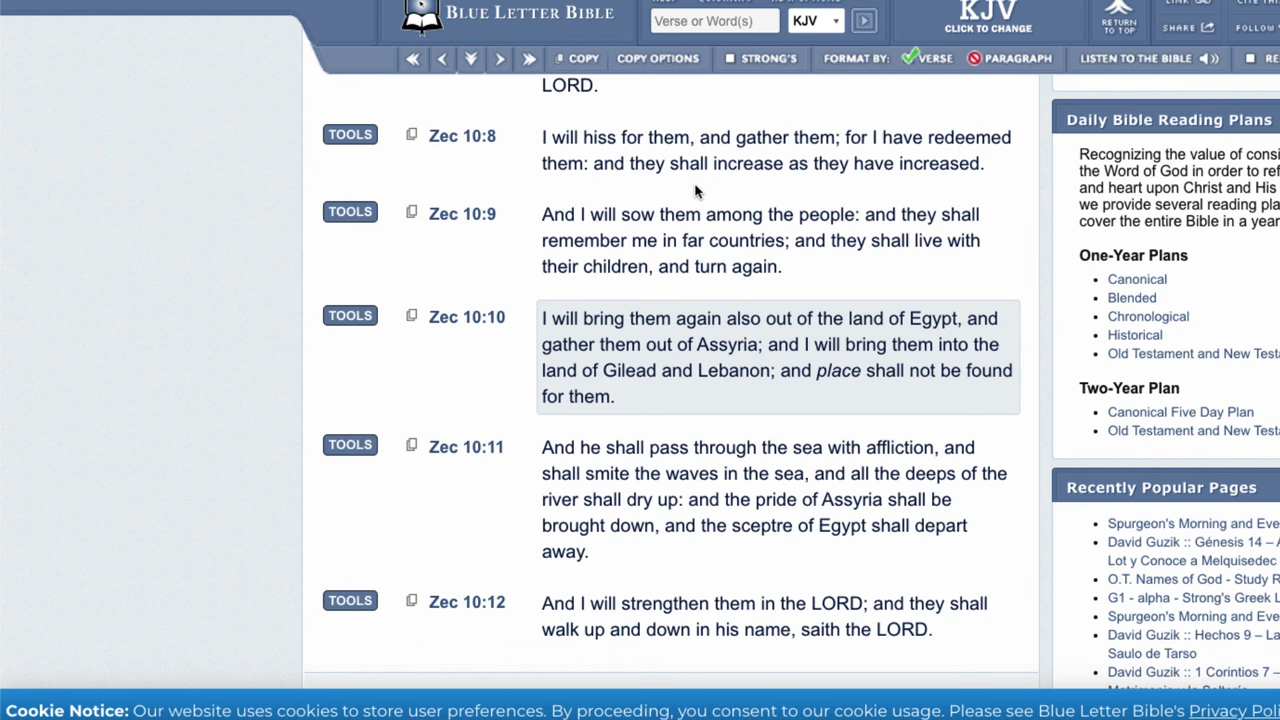 BLUE LETTER BIBLE
Verse or Word(s)
KJV
KJV
CLICK TO CHANGE
RETURN
TO TOP
SHARE
FOLLOW
COPY
COPY OPTIONS
STRONG'S
FORMAT BY:
VERSE
PARAGRAPH
LISTEN TO THE BIBLE
RE
LORD.
TOOLS
Zec 10:8
I will hiss for them, and gather them; for I have redeemed
them: and they shall increase as they have increased.
TOOLS
Zec 10:9
And I will sow them among the people: and they shall
remember me in far countries; and they shall live with
their children, and turn again.
TOOLS
Zec 10:10
I will bring them again also out of the land of Egypt, and
gather them out of Assyria; and I will bring them into the
land of Gilead and Lebanon; and place shall not be found
for them.
TOOLS
Zec 10:11
And he shall pass through the sea with affliction, and
shall smite the waves in the sea, and all the deeps of the
river shall dry up: and the pride of Assyria shall be
brought down, and the sceptre of Egypt shall depart
away.
TOOLS
Zec 10:12
And I will strengthen them in the LORD; and they shall
walk up and down in his name, saith the LORD.
Daily Bible Reading Plans
Recognizing the value of consi
the Word of God in order to ref
and heart upon Christ and His
we provide several reading pla
cover the entire Bible in a year
One-Year Plans
Canonical
Blended
Chronological
Historical
Old Testament and New Testa
Two-Year Plan
Canonical Five Day Plan
Old Testament and New Testa
Recently Popular Pages
Spurgeon's Morning and Eve
David Guzik :: Génesis 14 – A
Lot y Conoce a Melquisedec
O.T. Names of God - Study R
G1 - alpha - Strong's Greek L
Spurgeon's Morning and Eve
David Guzik :: Hechos 9 – La
Saulo de Tarso
David Guzik :: 1 Corintios 7 –
Cookie Notice: Our website uses cookies to store user preferences. By proceeding, you consent to our cookie usage. Please see Blue Letter Bible's Privacy Poli